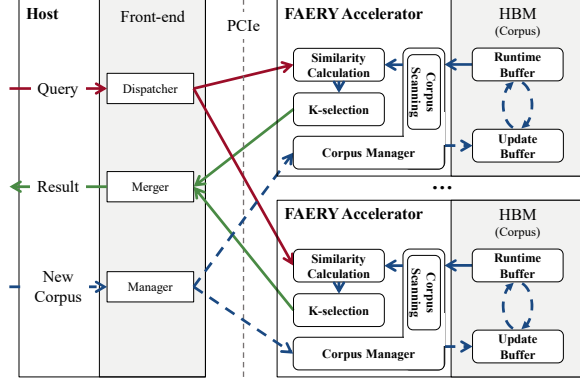 Host
Front-end
PCIe
FAERY Accelerator
HBM
(Corpus)
Query
Dispatcher
Similarity
Calculation
Corpus
Scanning
Runtime
Buffer
K-selection
Corpus Manager
Update
Buffer
Result
Merger
...
FAERY Accelerator
HBM
(Corpus)
New
Corpus
Manager
Similarity
Calculation
Corpus
Scanning
Runtime
Buffer
K-selection
Corpus Manager
Update
Buffer